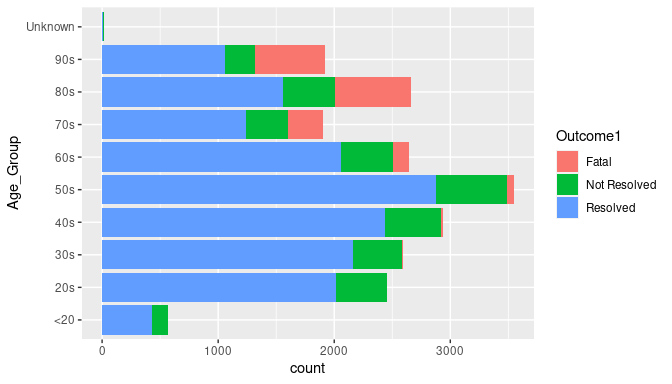 Unknown
90s
80s
70s
60s
50s
40s
30s
20s
<20
Age_Group
0 1000 2000 3000
count
Outcome1
Fatal
Not Resolved
Resolved